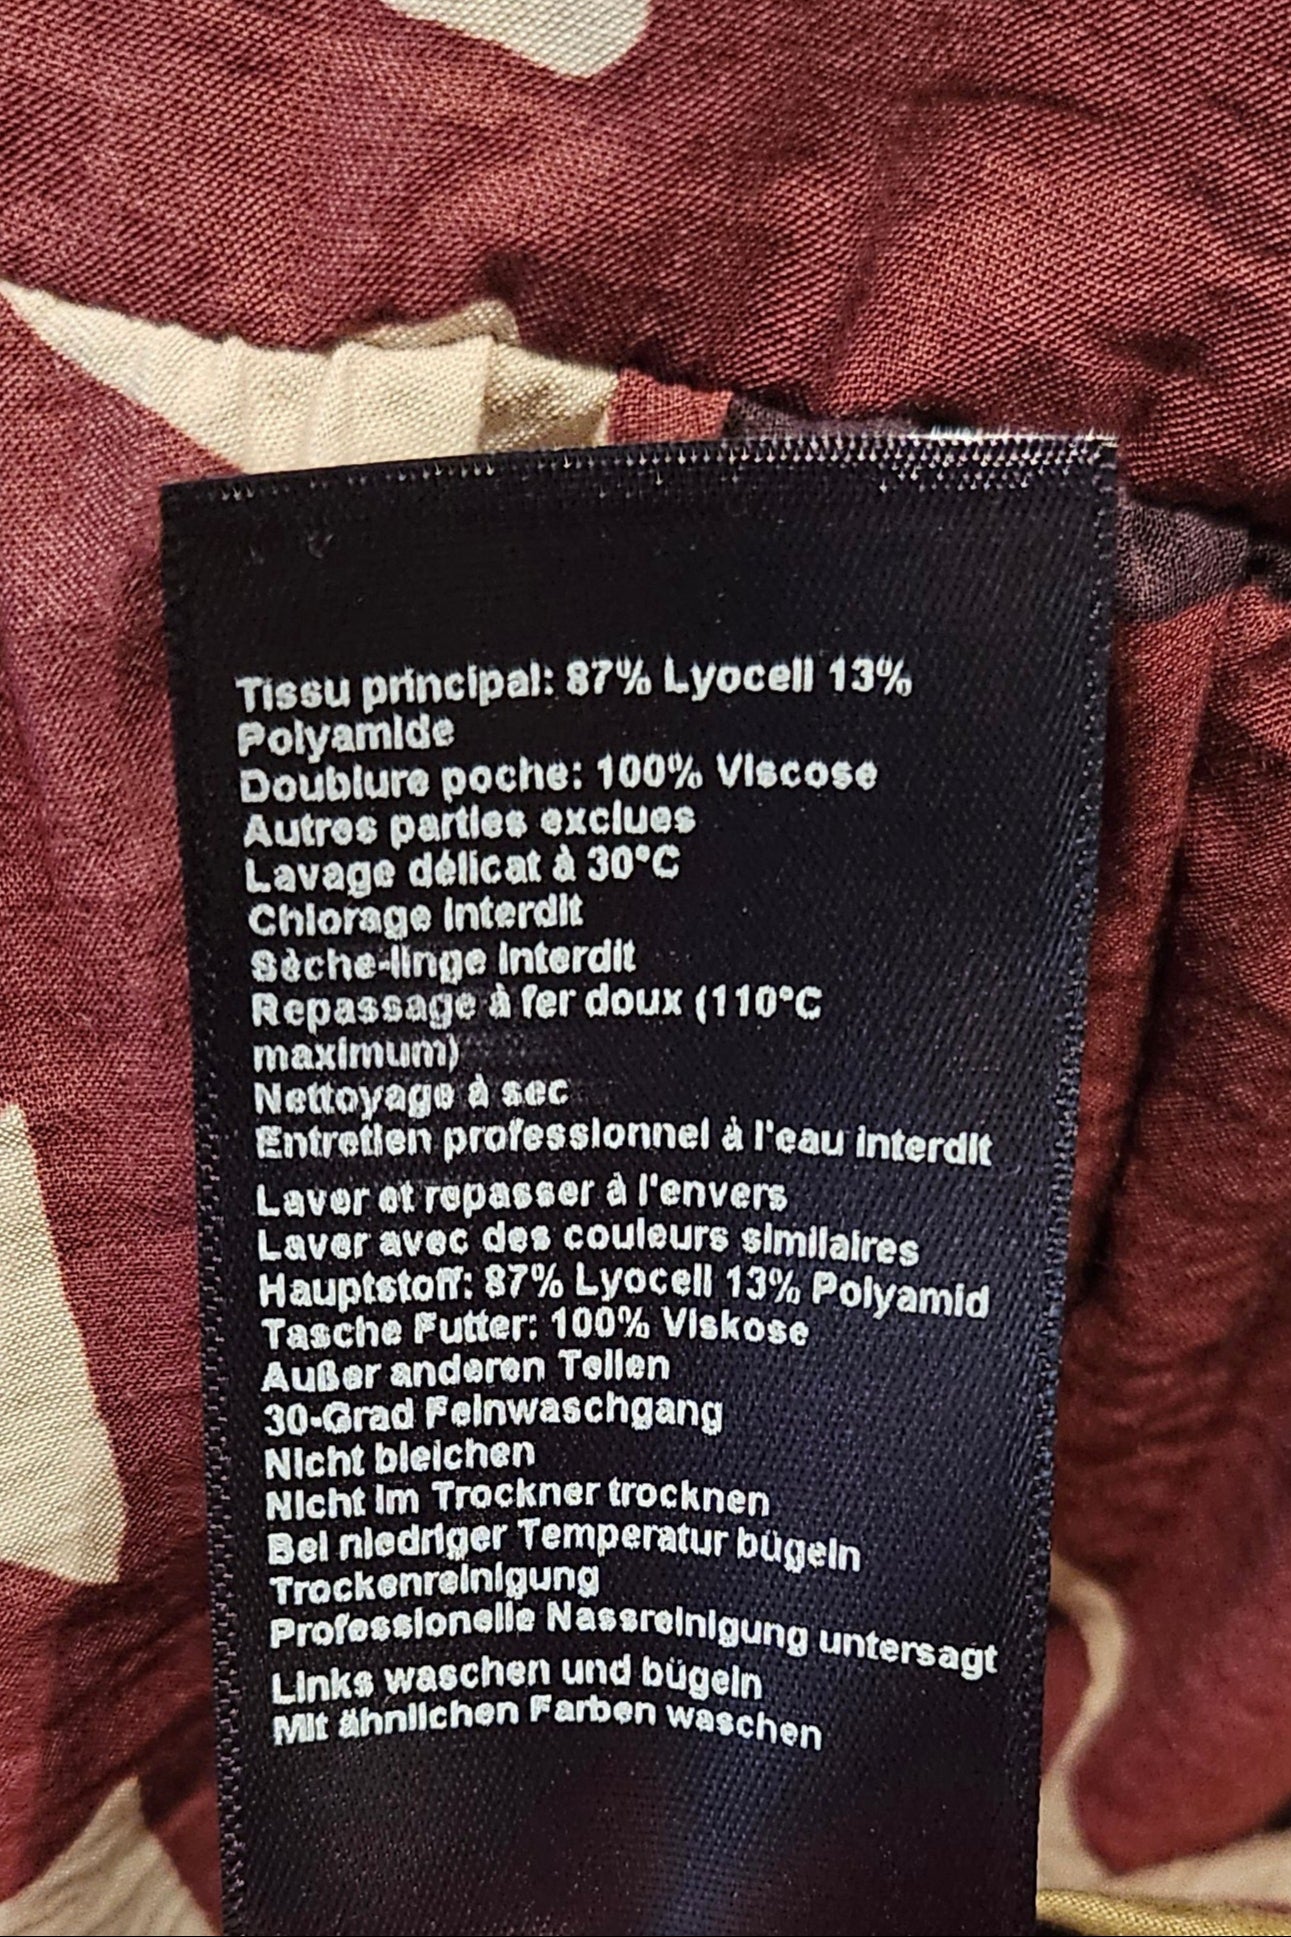 Tissu principal: 87% Lyocell 13%
Polyamide
Doublure poche: 100% Viscose
Autres parties exclues
Lavage délicat à 30°C
Chlorage interdit
Sèche-linge interdit
Repassage à fer doux (110°C
maximum)
Nettoyage à sec
Entretien professionnel à l'eau interdit
Laver et repasser à l'envers
Laver avec des couleurs similaires
Hauptstoff: 87% Lyocell 13% Polyamid
Tasche Futter: 100% Viskose
Außer anderen Teilen
30-Grad Feinwaschgang
Nicht bleichen
Nicht im Trockner trocknen
Bei niedriger Temperatur bügeln
Trockenreinigung
Professionelle Nassreinigung untersagt
Links waschen und bügeln
Mit ähnlichen Farben waschen